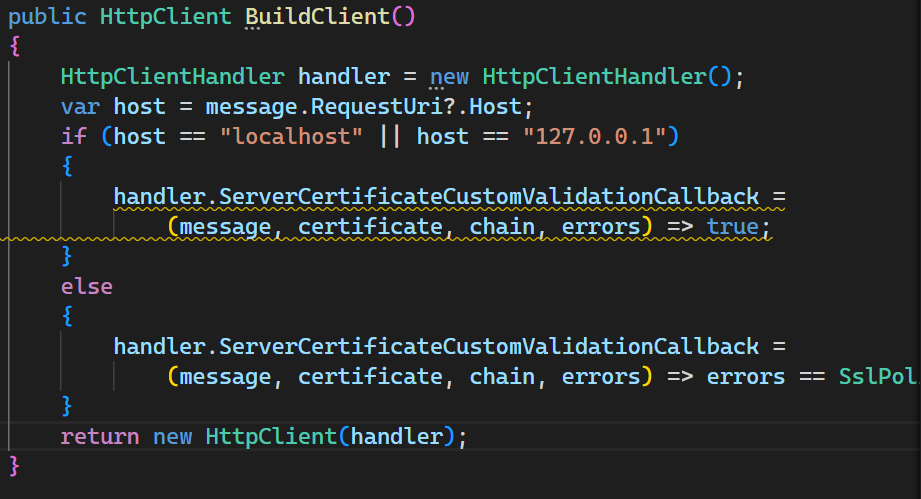 public HttpClient BuildClient()
{
HttpClientHandler handler = new HttpClientHandler();
var host = message.RequestUri?.Host;
if (host == "localhost" || host == "127.0.0.1")
{
handler.ServerCertificateCustomValidationCallback =
(message, certificate, chain, errors) => true;
}
else
{
handler.ServerCertificateCustomValidationCallback =
(message, certificate, chain, errors) => errors == SslPol
}
return new HttpClient(handler);
}